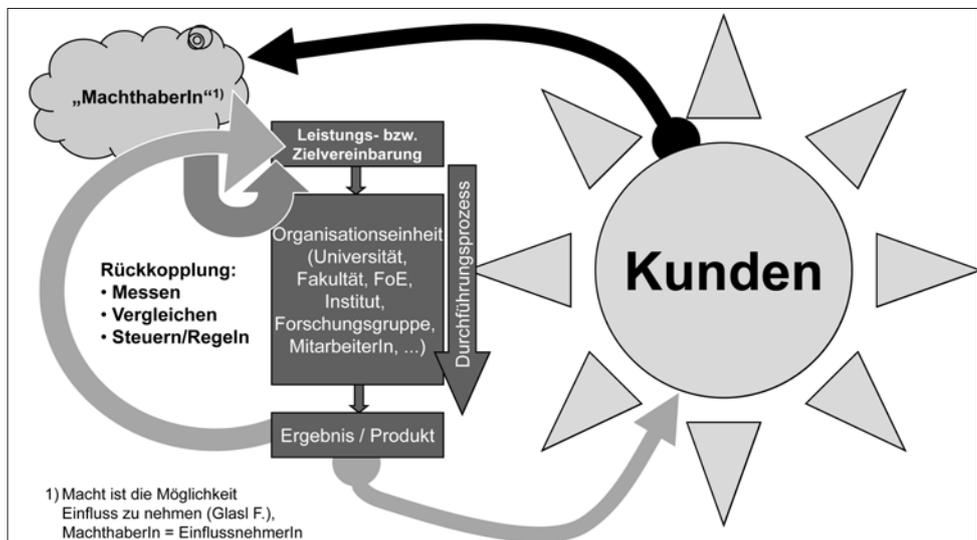 „MachthaberIn“1)
Leistungs- bzw.
Zielvereinbarung
Organisationseinheit
(Universität,
Fakultät, FoE,
Institut,
Forschungsgruppe,
MitarbeiterIn, ...)
Durchführungsprozess
Rückkopplung:
• Messen
• Vergleichen
• Steuern/Regeln
Ergebnis / Produkt
Kunden
1) Macht ist die Möglichkeit
Einfluss zu nehmen (Glasl F.),
MachthaberIn = EinflussnehmerIn